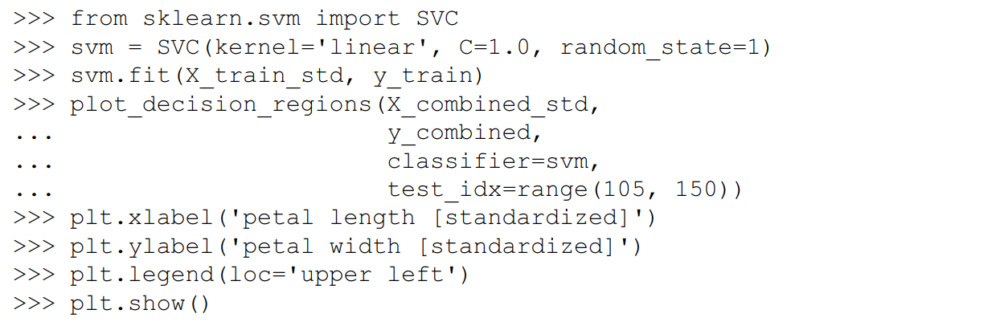 >>> from sklearn.svm import SVC
>>> svm = SVC(kernel='linear', C=1.0, random_state=1)
>>> svm.fit(X_train_std, y_train)
>>> plot_decision_regions(X_combined_std,
...                       y_combined,
...                       classifier=svm,
...                       test_idx=range(105, 150))
>>> plt.xlabel('petal length [standardized]')
>>> plt.ylabel('petal width [standardized]')
>>> plt.legend(loc='upper left')
>>> plt.show()